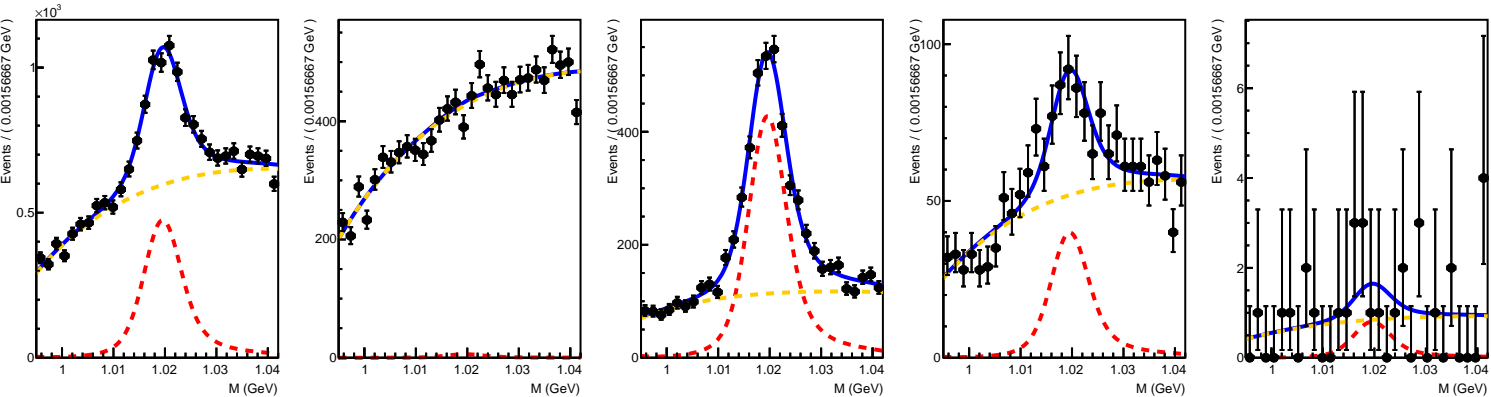 ×10³
Events / ( 0.00156667 GeV )
1
0.5
0
1 1.01 1.02 1.03 1.04
M (GeV)
Events / ( 0.00156667 GeV )
400
200
0
1 1.01 1.02 1.03 1.04
M (GeV)
Events / ( 0.00156667 GeV )
400
200
0
1 1.01 1.02 1.03 1.04
M (GeV)
Events / ( 0.00156667 GeV )
100
50
0
1 1.01 1.02 1.03 1.04
M (GeV)
Events / ( 0.00156667 GeV )
6
4
2
0
1 1.01 1.02 1.03 1.04
M (GeV)